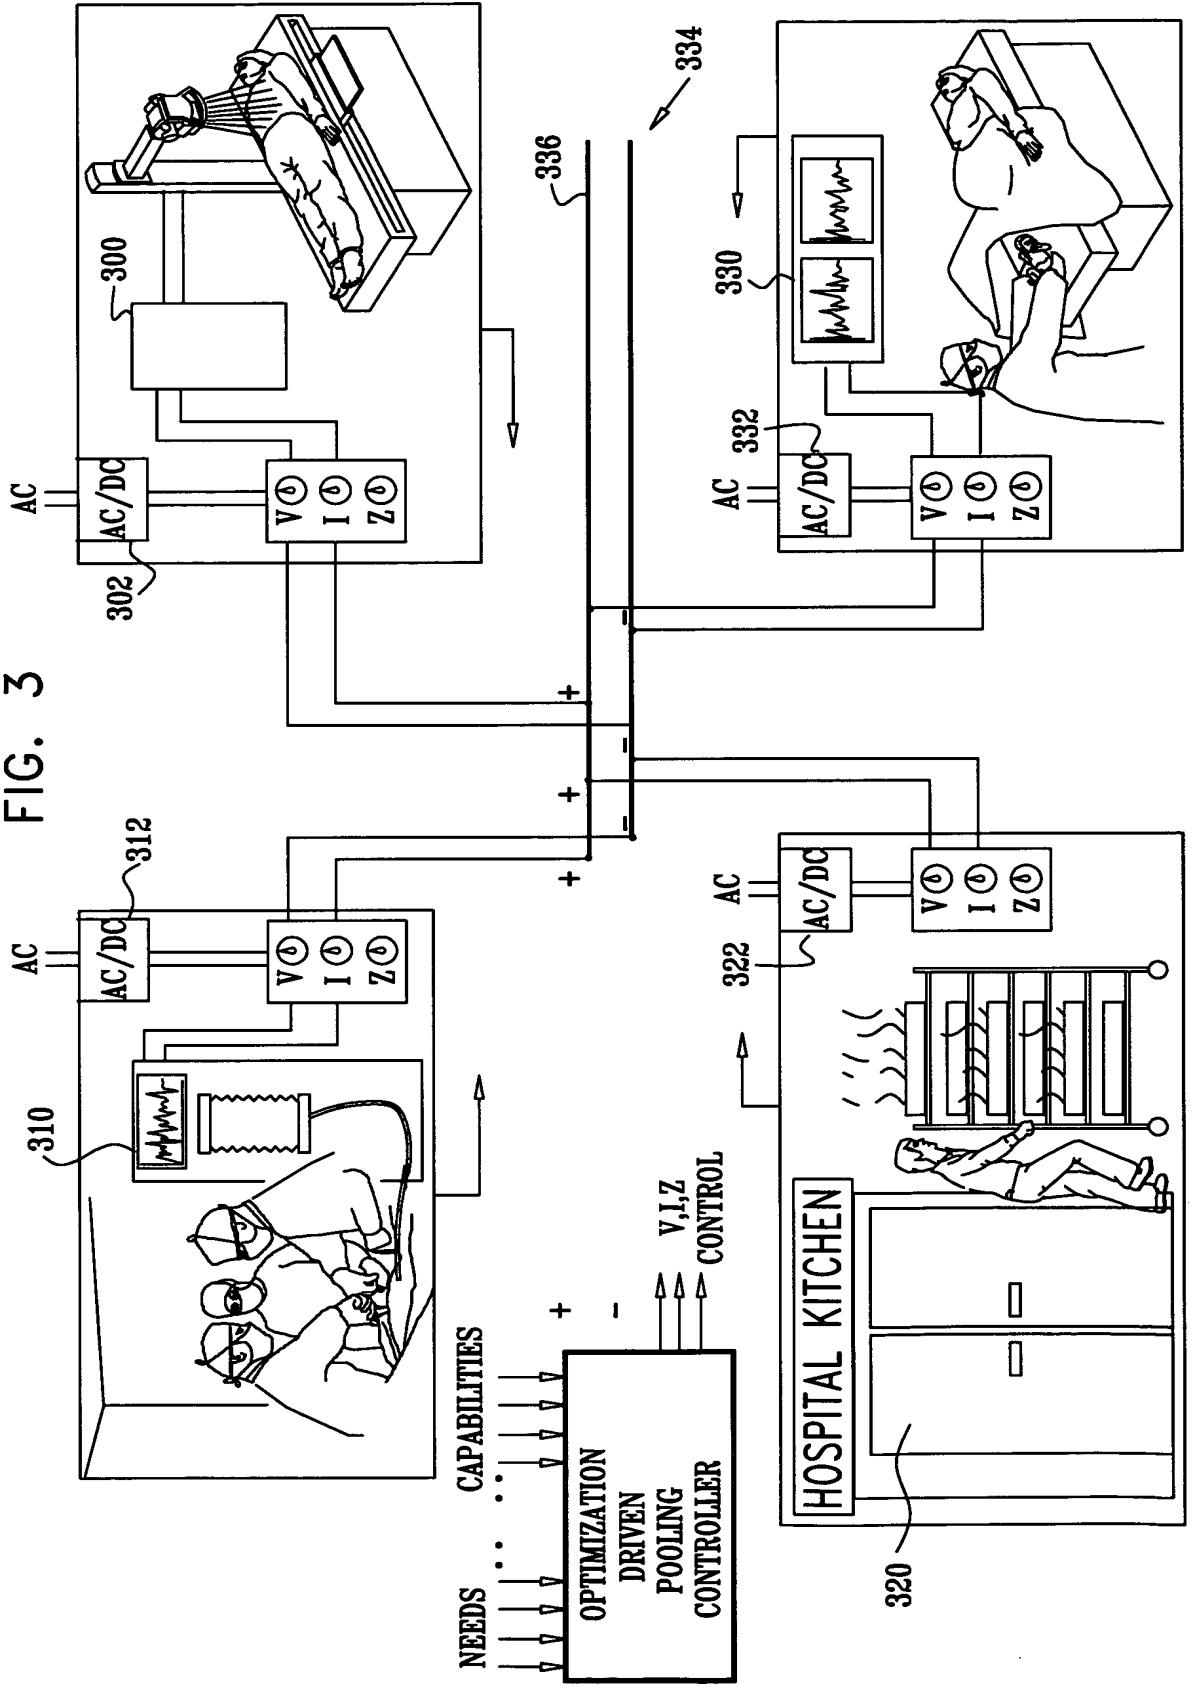 FIG. 3
AC
312
AC/DC
V
I
Z
310
AC
302
AC/DC
V
I
Z
300
+
+
+
-
-
-
336
334
NEEDS
CAPABILITIES
OPTIMIZATION
DRIVEN
POOLING
CONTROLLER
+
-
V,I,Z
CONTROL
AC
322
AC/DC
V
I
Z
HOSPITAL KITCHEN
320
AC
332
AC/DC
V
I
Z
330